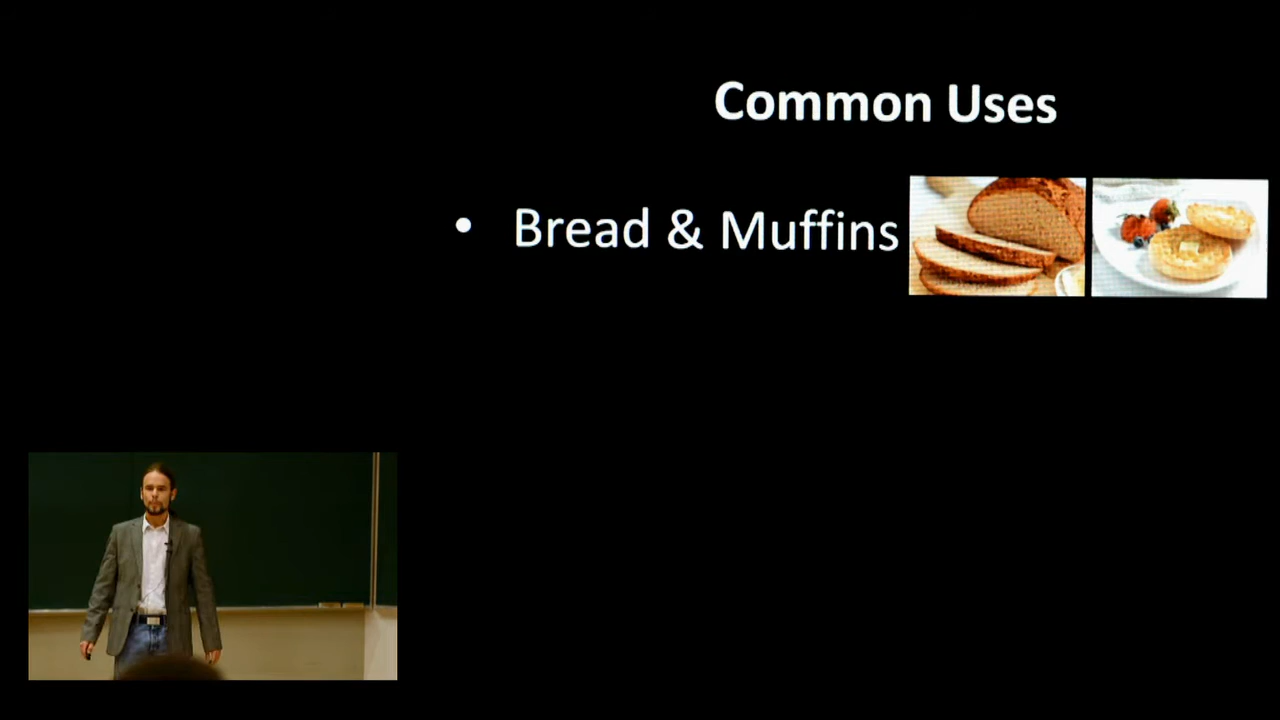 Common Uses
• Bread & Muffins